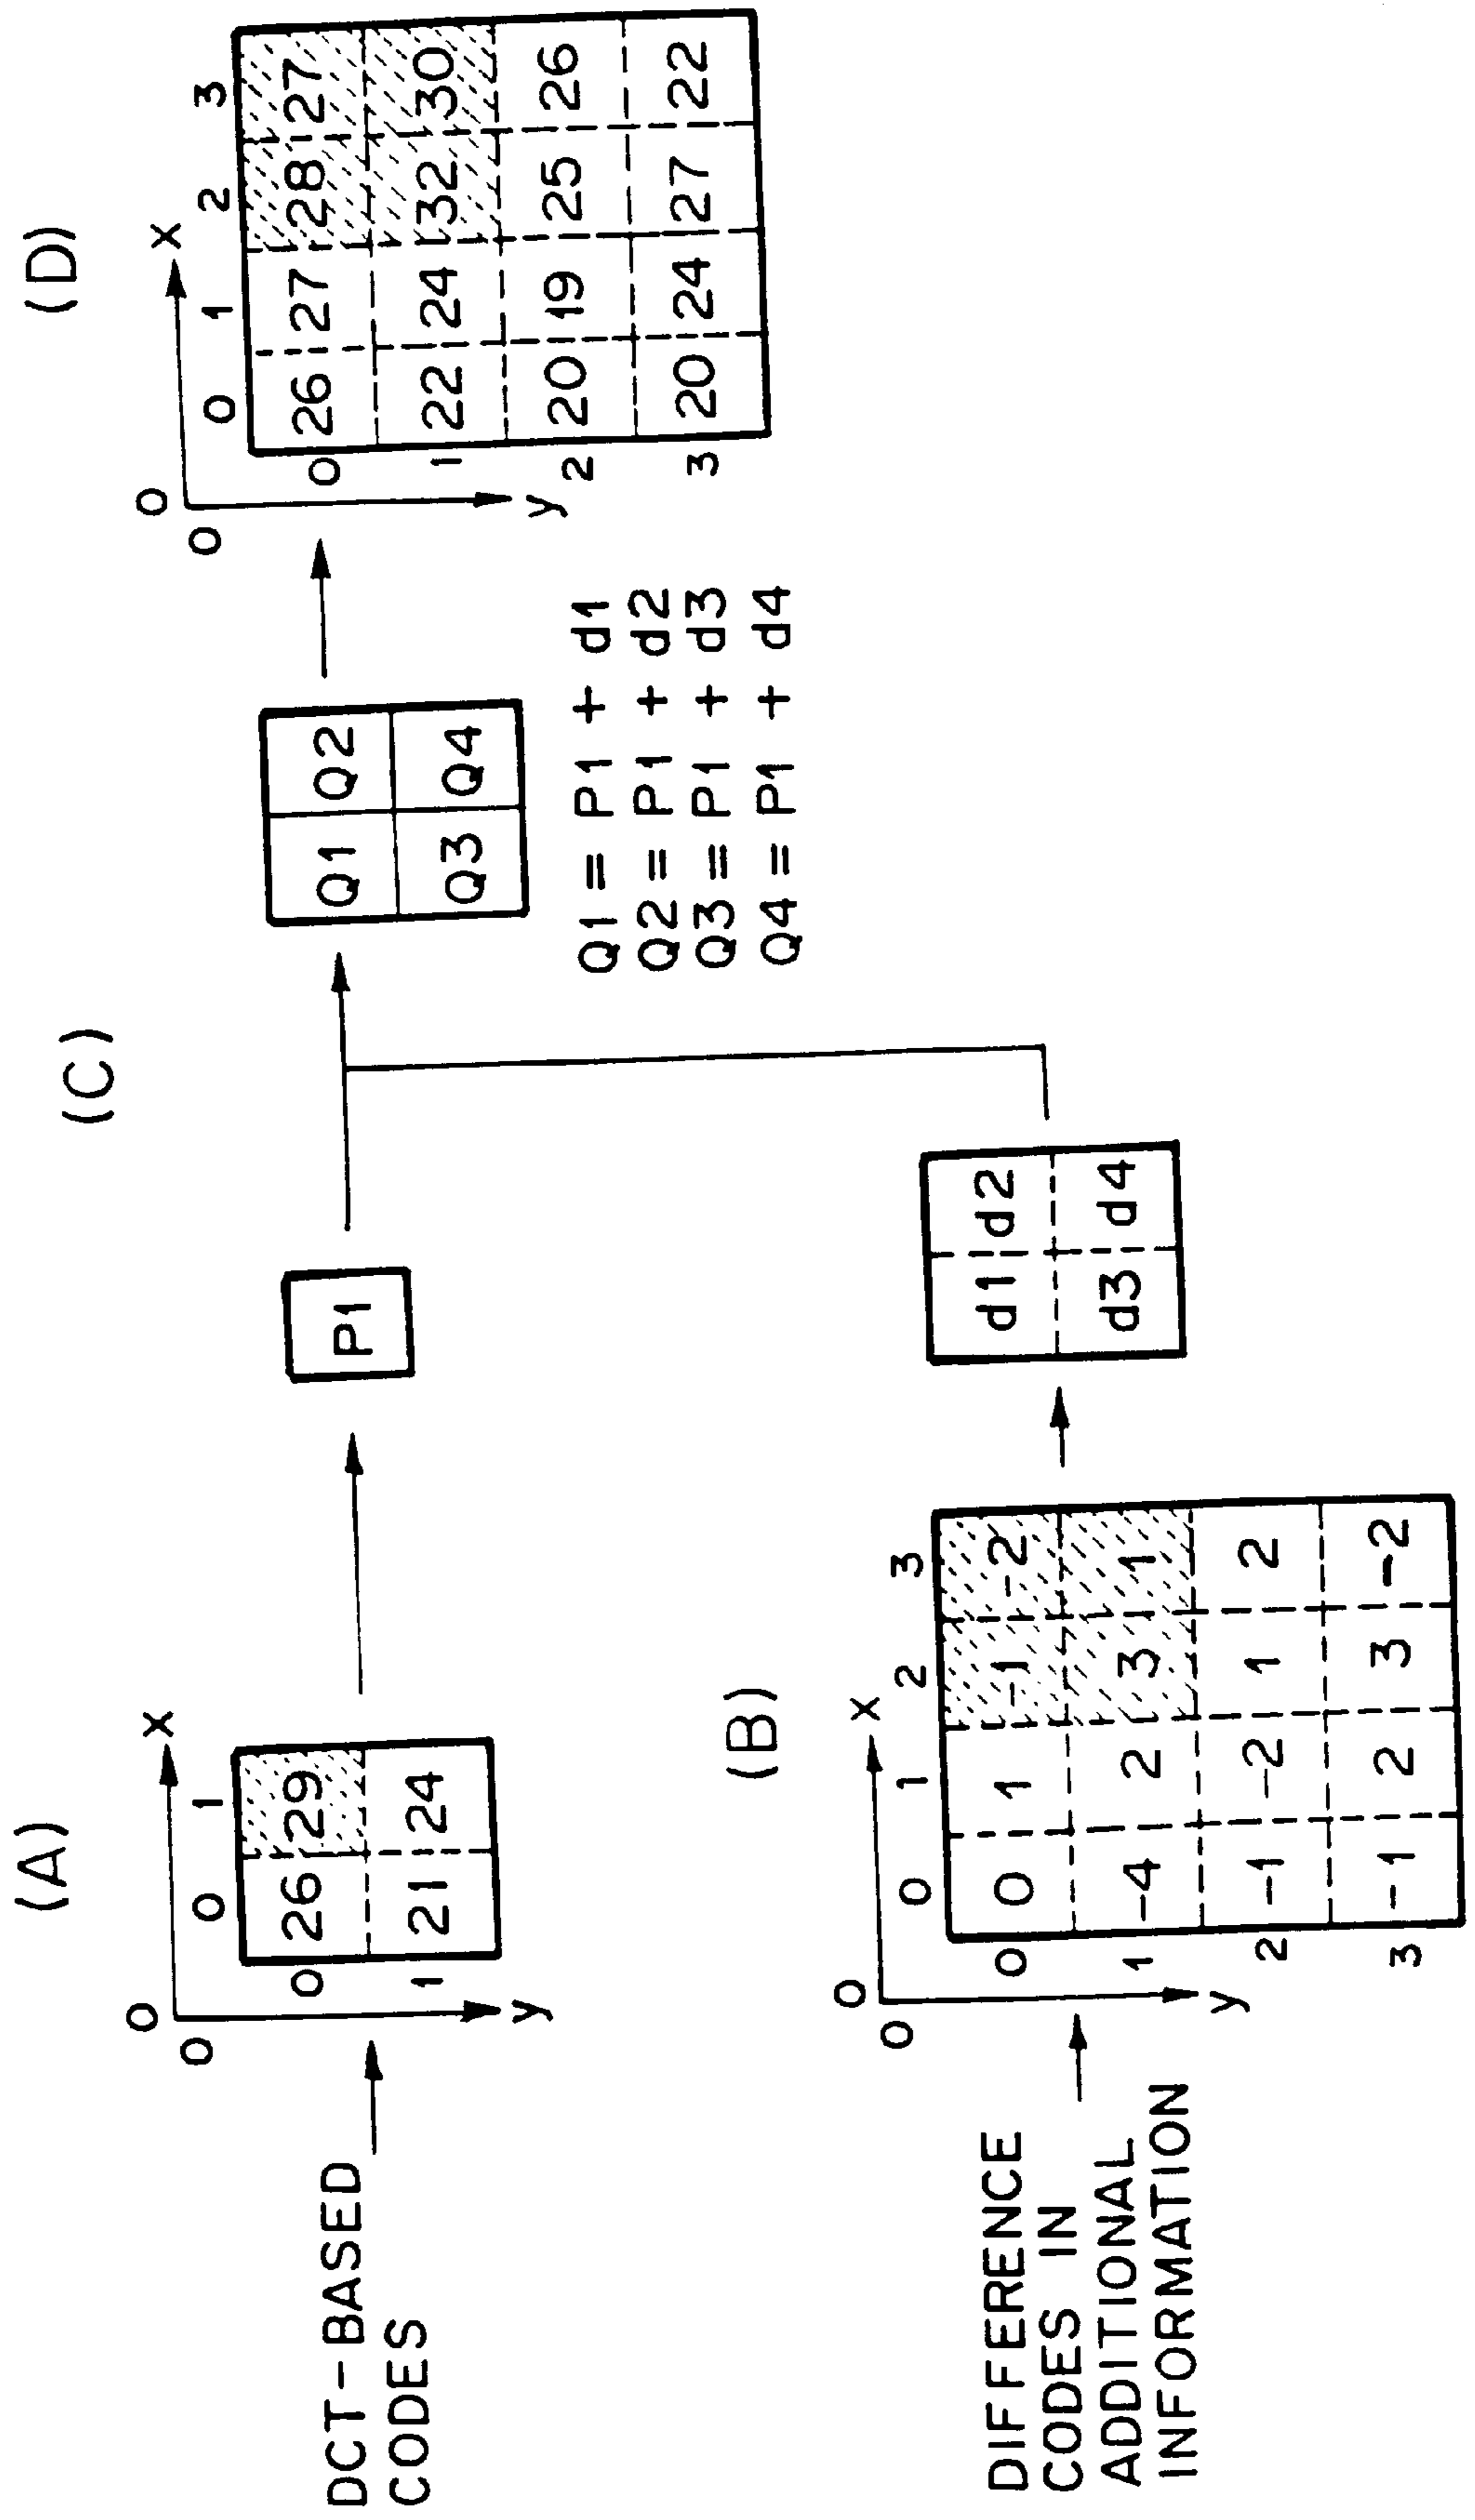 (A)
0
x
0
0 1
0 26 29
1 21 24
y
DCT-BASED
CODES
P1
(B)
0
x
0
0 1 2 3
0 0 1 -1 -2
1 -4 2 3 1
2 -1 -2 1 2
3 -1 2 3 -2
y
DIFFERENCE
CODES IN
ADDITIONAL
INFORMATION
d1 d2
d3 d4
(C)
Q1 Q2
Q3 Q4
Q1 = P1 + d1
Q2 = P1 + d2
Q3 = P1 + d3
Q4 = P1 + d4
(D)
0
x
0
0 1 2 3
0 26 27 28 27
1 22 24 32 30
2 20 19 25 26
3 20 24 27 22
y